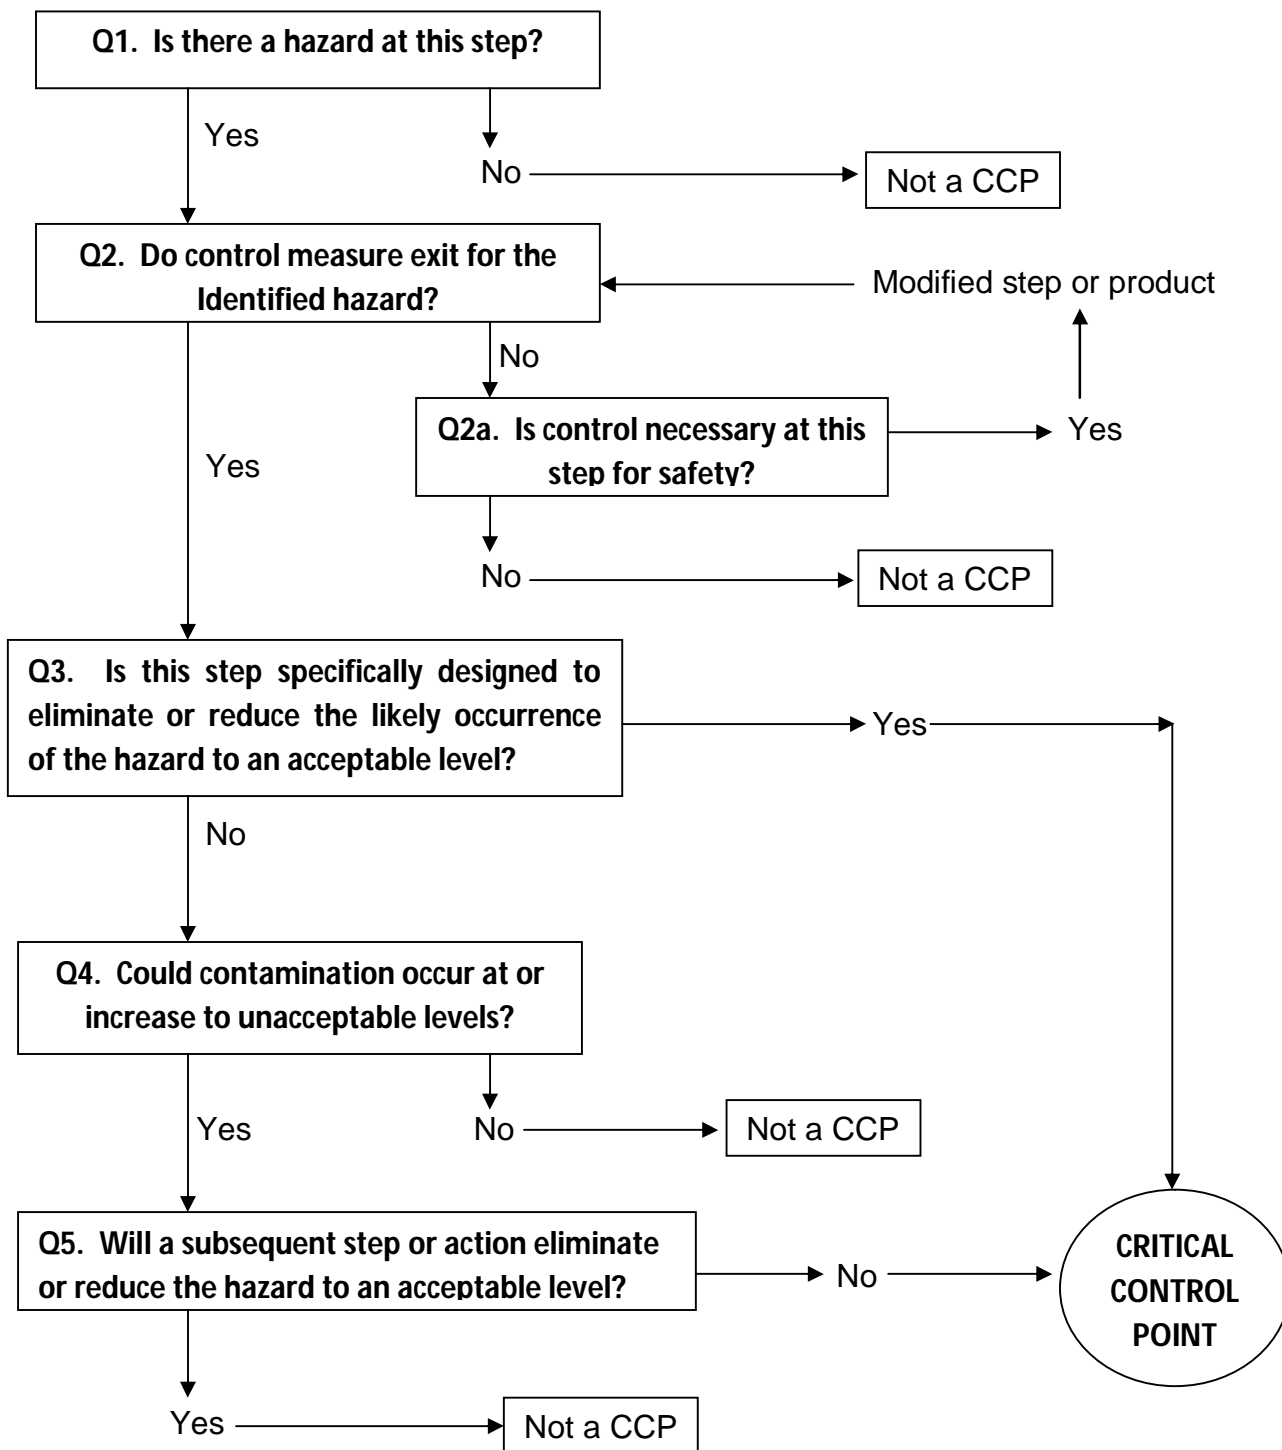 Q1. Is there a hazard at this step?
Yes
No
Not a CCP
Q2. Do control measure exit for the
Identified hazard?
Modified step or product
No
Q2a. Is control necessary at this
step for safety?
Yes
Yes
No
Not a CCP
Q3. Is this step specifically designed to
eliminate or reduce the likely occurrence
of the hazard to an acceptable level?
Yes
No
Q4. Could contamination occur at or
increase to unacceptable levels?
Yes
No
Not a CCP
Q5. Will a subsequent step or action eliminate
or reduce the hazard to an acceptable level?
No
CRITICAL
CONTROL
POINT
Yes
Not a CCP